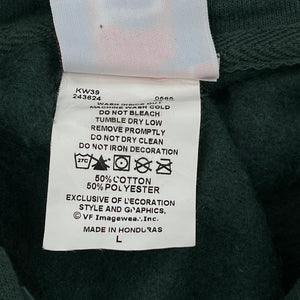 KW39
243624
WASH INSIDE OUT
MACHINE WASH COLD
DO NOT BLEACH
TUMBLE DRY LOW
REMOVE PROMPTLY
DO NOT DRY CLEAN
DO NOT IRON DECORATION
50% COTTON
50% POLYESTER
EXCLUSIVE OF DECORATION
STYLE AND GRAPHICS.
© VF Imagewear, Inc.
MADE IN HONDURAS
L